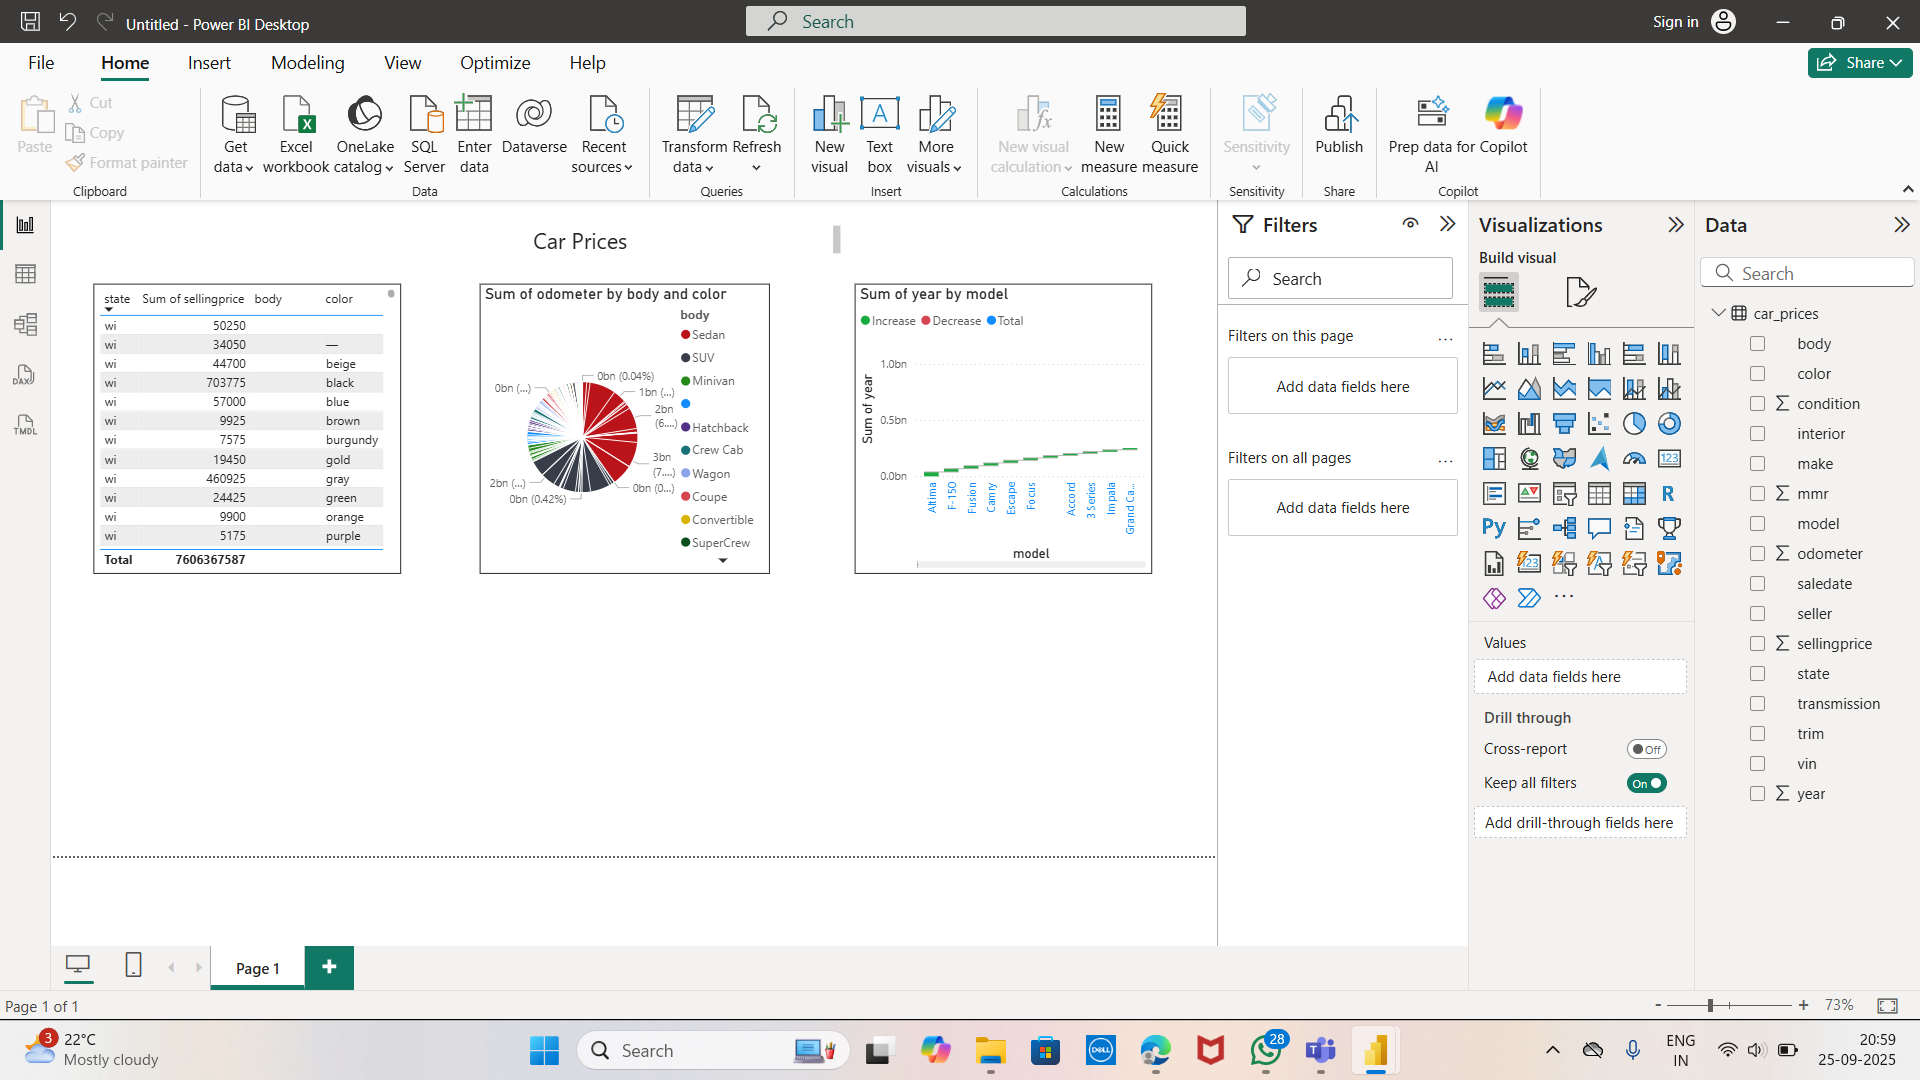 Untitled - Power BI Desktop
Search
Sign in
File Home Insert Modeling View Optimize Help
Share
Paste
Cut
Copy
Format painter
Clipboard
Get data
Excel workbook
OneLake catalog
SQL Server
Enter data
Dataverse
Recent sources
Data
Transform data
Refresh
Queries
New visual
Text box
More visuals
Insert
New visual calculation
New measure
Quick measure
Calculations
Sensitivity
Sensitivity
Publish
Share
Prep data for AI
Copilot
Copilot
DAX
TMDL
Car Prices
state Sum of sellingprice body color
wi 50250
wi 34050 —
wi 44700 beige
wi 703775 black
wi 57000 blue
wi 9925 brown
wi 7575 burgundy
wi 19450 gold
wi 460925 gray
wi 24425 green
wi 9900 orange
wi 5175 purple
Total 7606367587
Sum of odometer by body and color
body
Sedan
SUV
Minivan
Hatchback
Crew Cab
Wagon
Coupe
Convertible
SuperCrew
0bn (0.04%)
1bn (...)
2bn (6....)
3bn (7....)
0bn (0...)
0bn (0.42%)
2bn (...)
0bn (...)
Sum of year by model
Increase Decrease Total
Sum of year
1.0bn
0.5bn
0.0bn
Altima
F-150
Fusion
Camry
Escape
Focus
Accord
3 Series
Impala
Grand Ca...
model
Filters
Search
Filters on this page ...
Add data fields here
Filters on all pages ...
Add data fields here
Visualizations
Build visual
123
R
Py
123
...
Values
Add data fields here
Drill through
Cross-report Off
Keep all filters On
Add drill-through fields here
Data
Search
car_prices
body
color
Σ condition
interior
make
Σ mmr
model
Σ odometer
saledate
seller
Σ sellingprice
state
transmission
trim
vin
Σ year
Page 1
+
Page 1 of 1
- + 73%
3
22°C
Mostly cloudy
Search
DELL
28
ENG
IN
20:59
25-09-2025